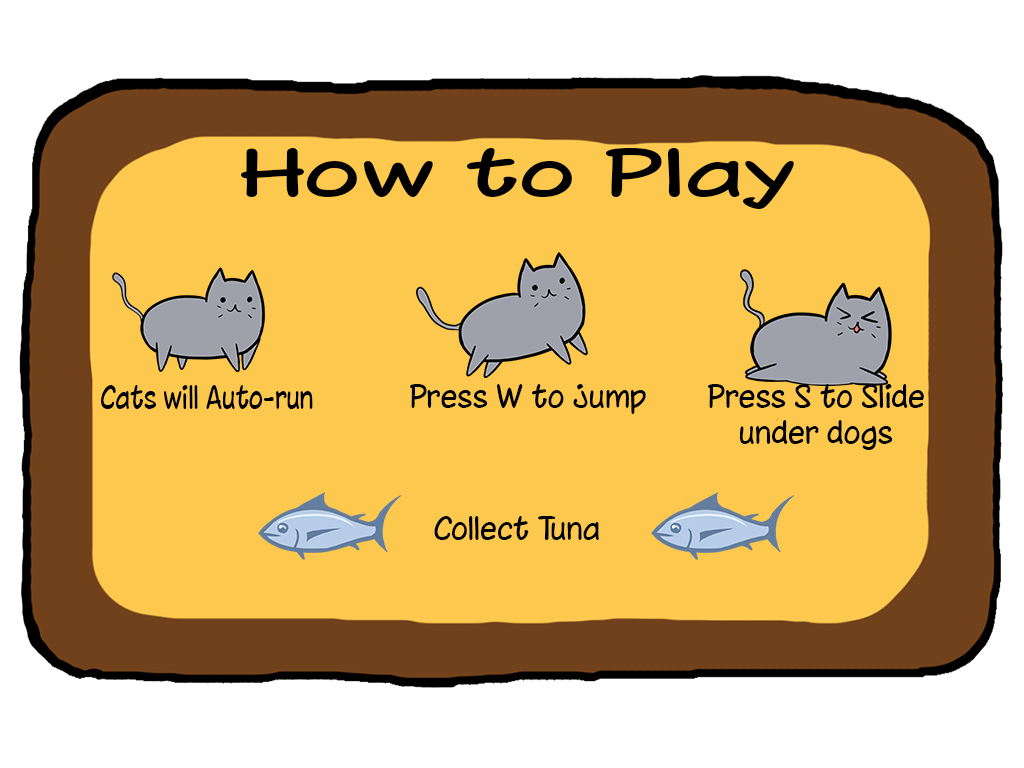 How to Play
Cats will Auto-run
Press W to Jump
Press S to Slide
under dogs
Collect Tuna